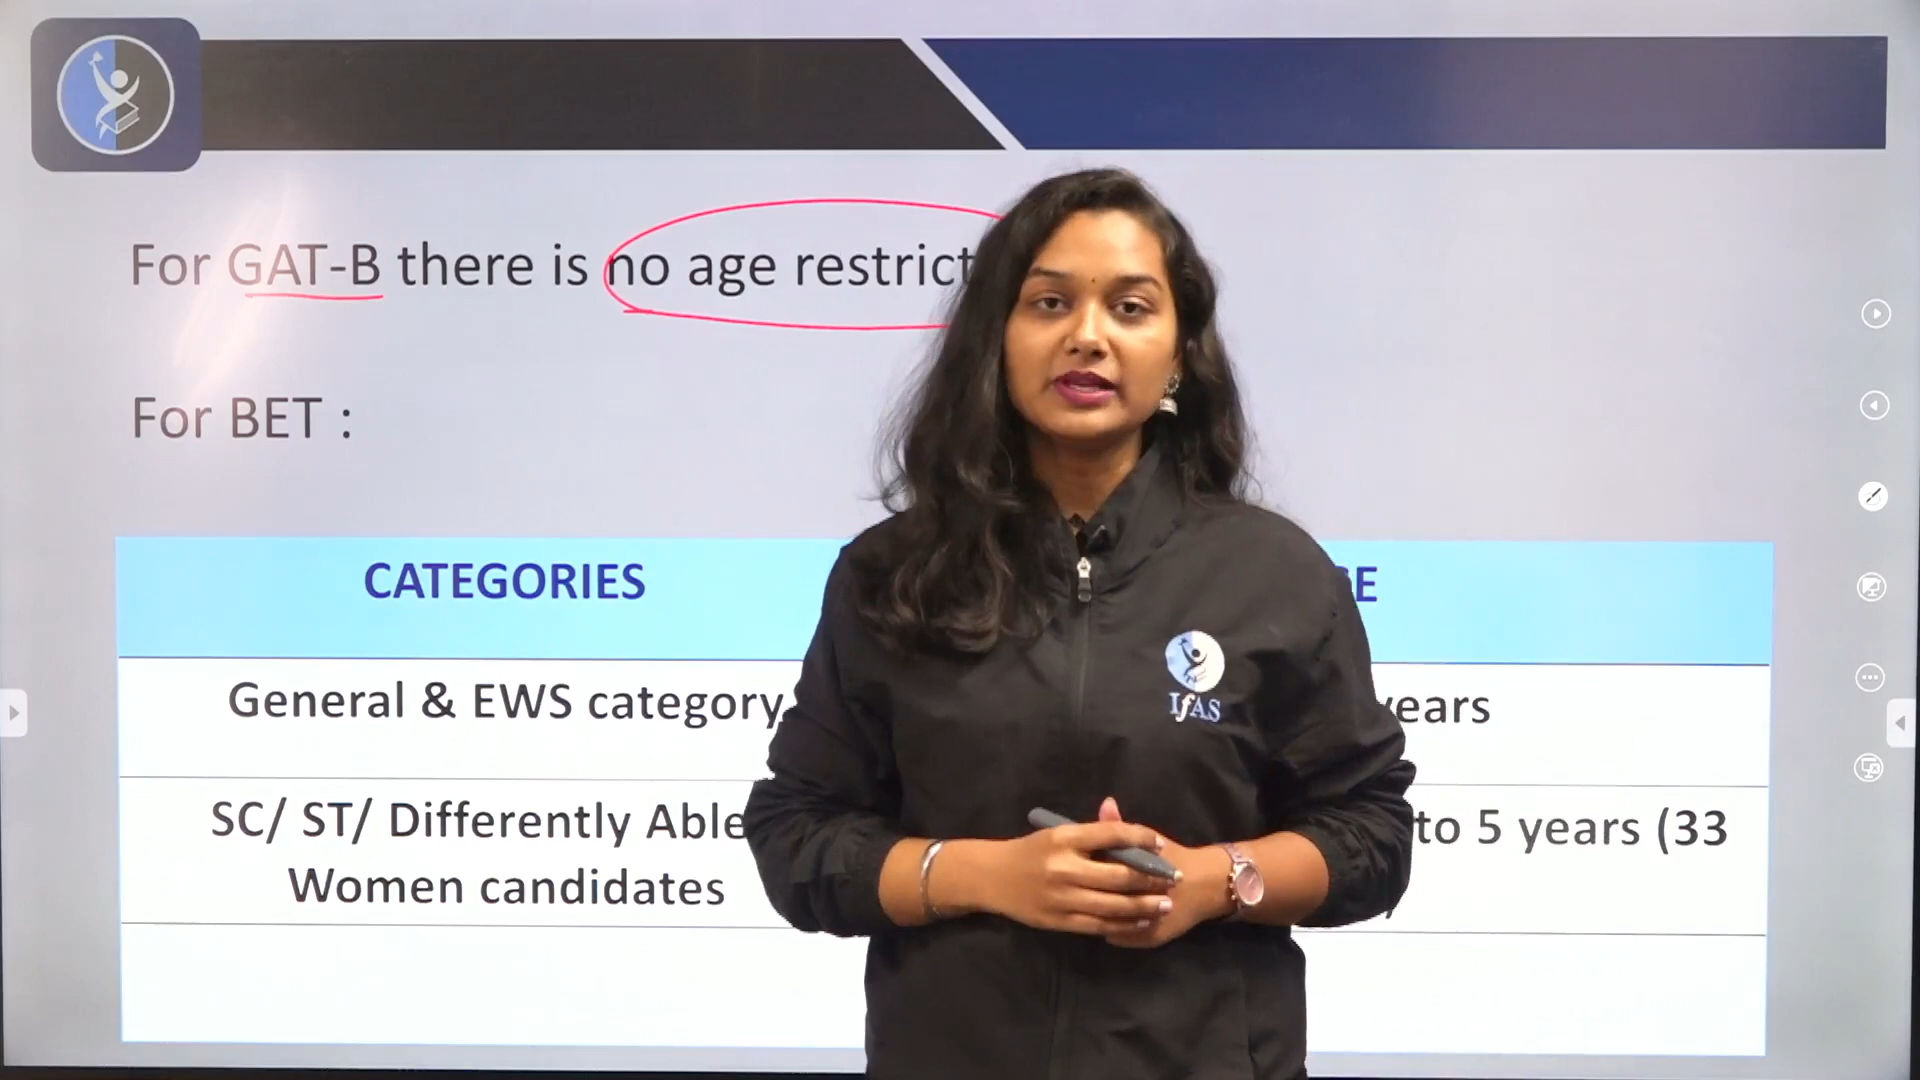 For GAT-B there is no age restrict
For BET :
CATEGORIES
General & EWS category
years
SC/ ST/ Differently Able
to 5 years (33
Women candidates
IfAS